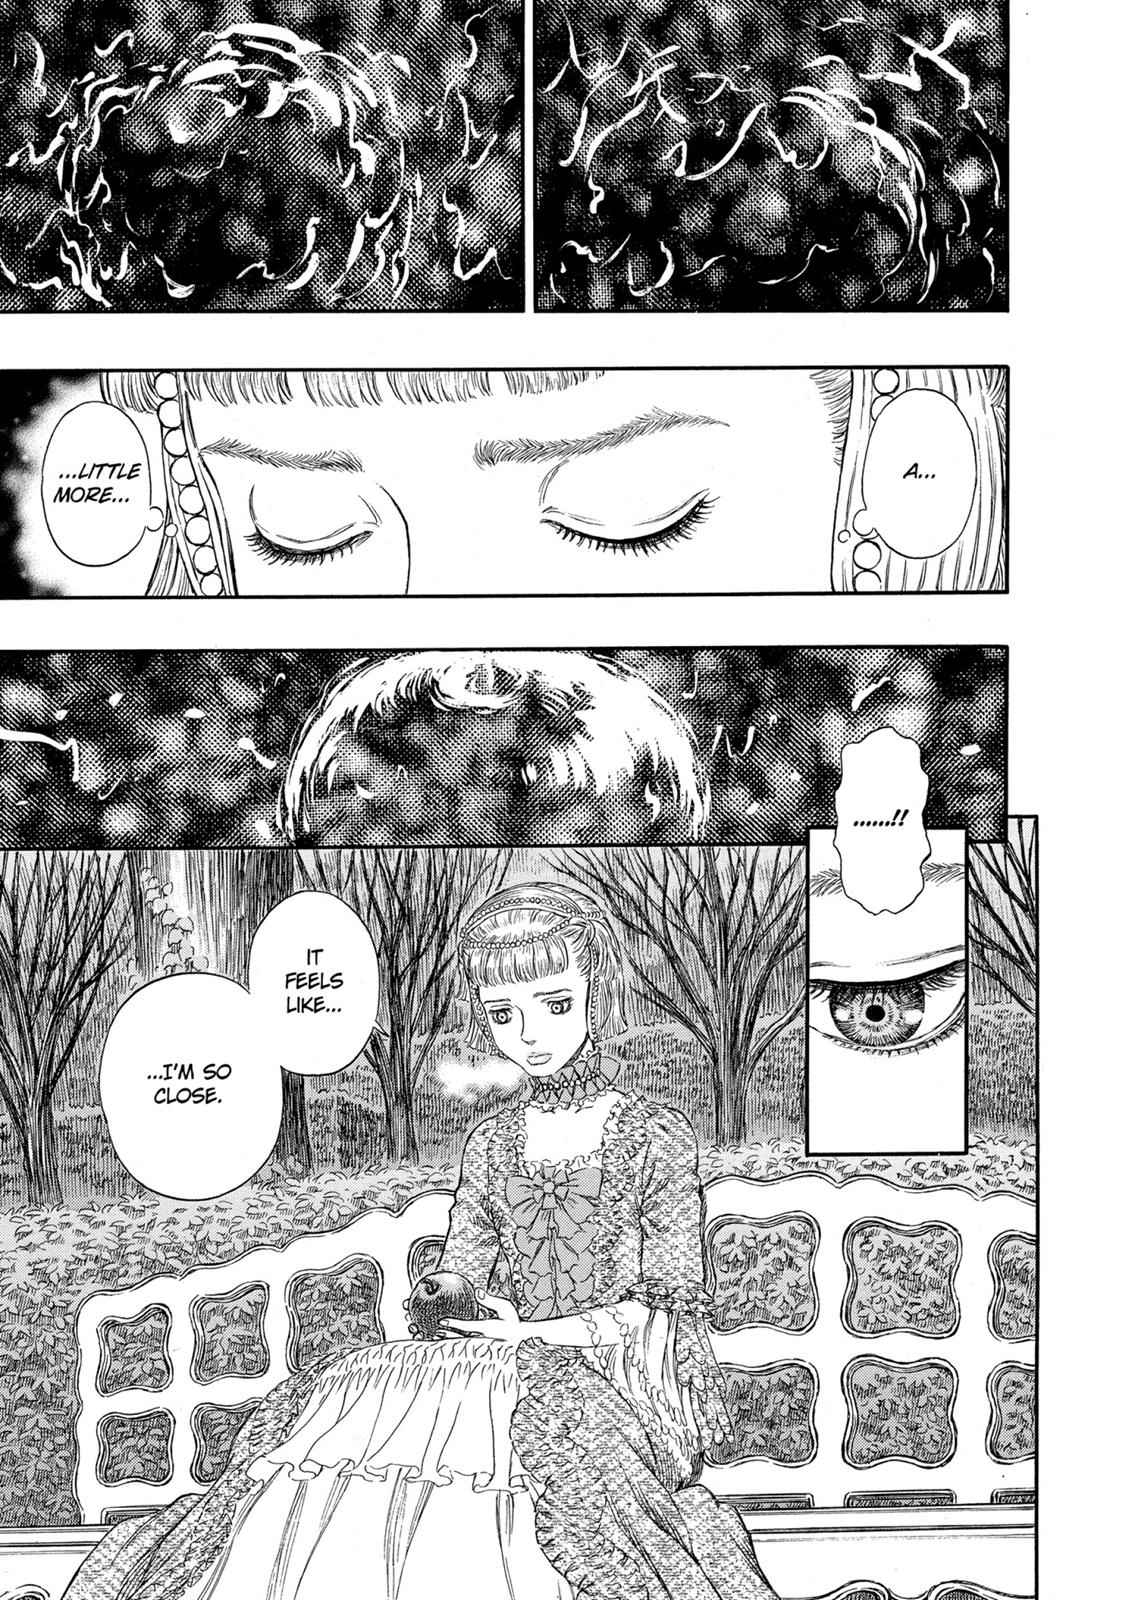 A...
...LITTLE
MORE...
......!!
IT
FEELS
LIKE...
...I'M SO
CLOSE.